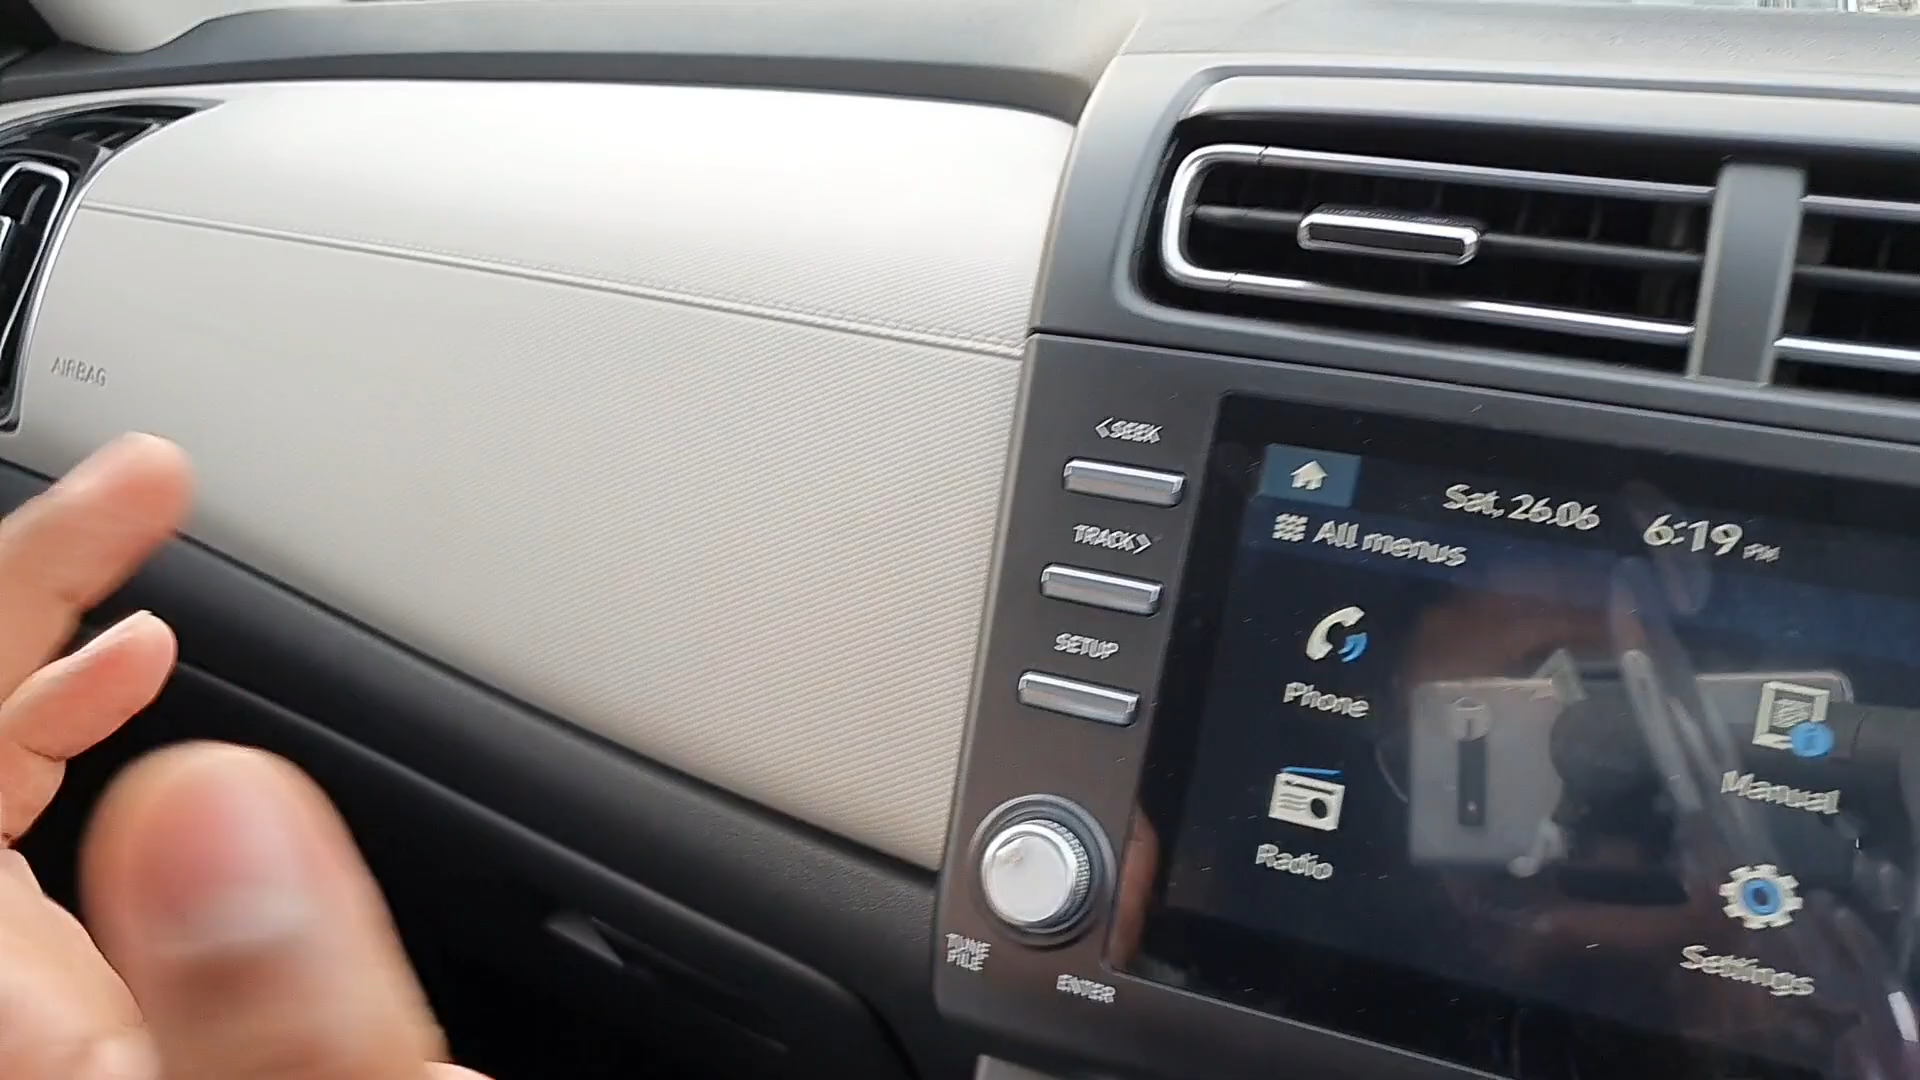 AIRBAG
<SEEK
TRACK>
SETUP
TUNE
FILE
ENTER
Sat, 26.06 6:19 PM
All menus
Phone
Manual
Radio
Settings